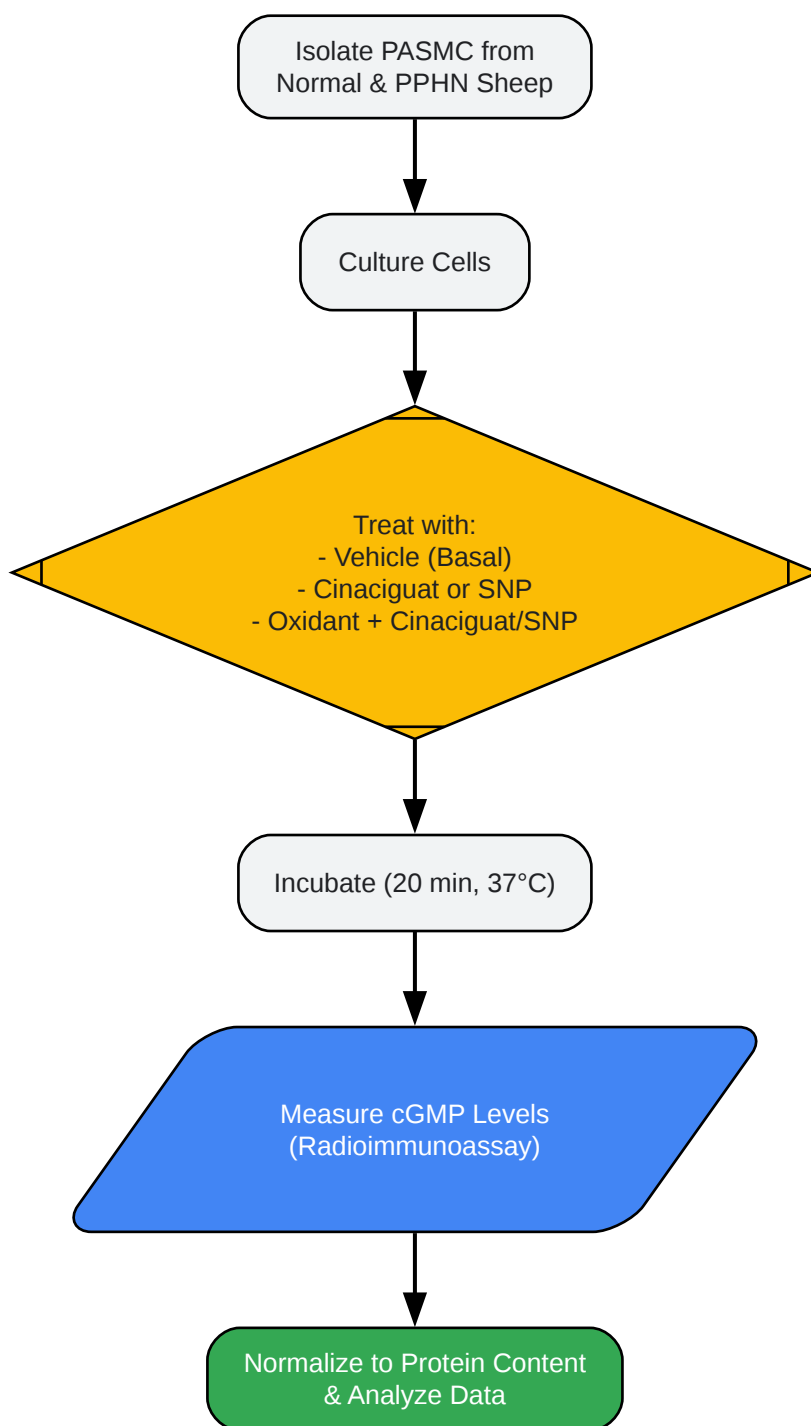 Isolate PASMC from
Normal & PPHN Sheep
Culture Cells
Treat with:
- Vehicle (Basal)
- Cinaciguat or SNP
- Oxidant + Cinaciguat/SNP
Incubate (20 min, 37°C)
Measure cGMP Levels
(Radioimmunoassay)
Normalize to Protein Content
& Analyze Data